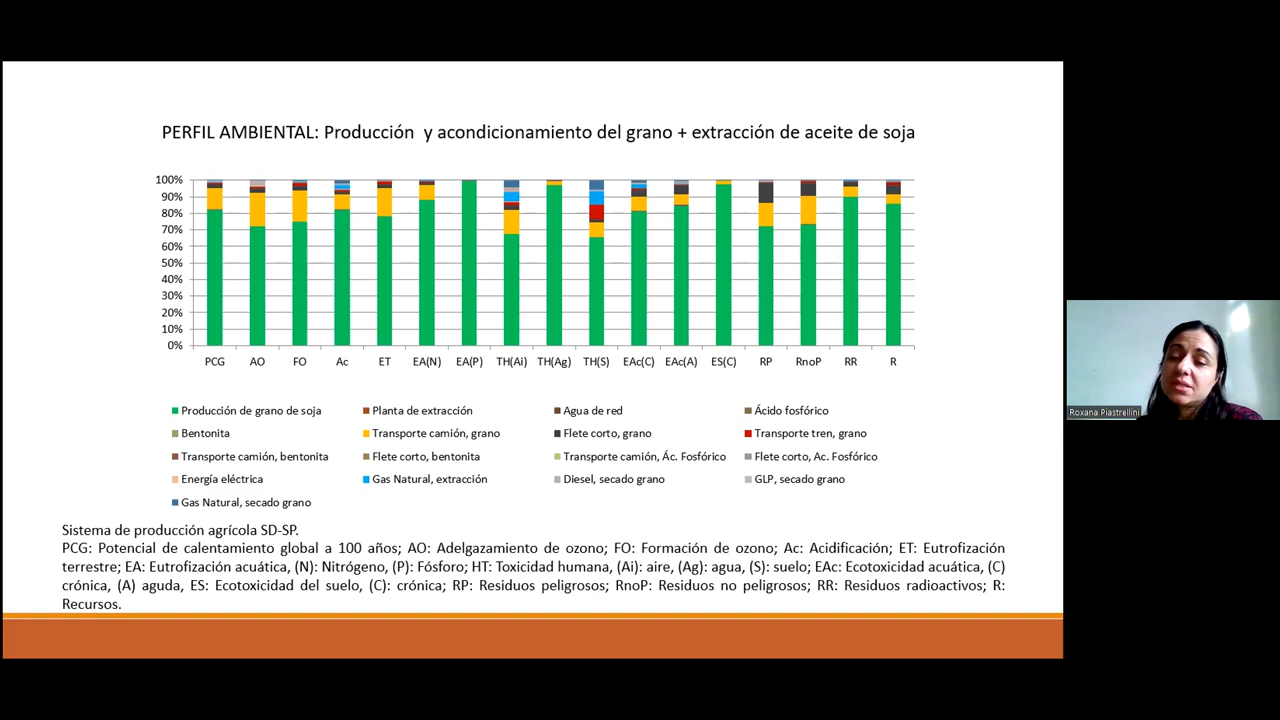 PERFIL AMBIENTAL: Producción y acondicionamiento del grano + extracción de aceite de soja
100%
90%
80%
70%
60%
50%
40%
30%
20%
10%
0%
PCG AO FO Ac ET EA(N) EA(P) TH(Ai) TH(Ag) TH(S) EAc(C) EAc(A) ES(C) RP RnoP RR R
Producción de grano de soja Planta de extracción Agua de red Ácido fosfórico
Bentonita Transporte camión, grano Flete corto, grano Transporte tren, grano
Transporte camión, bentonita Flete corto, bentonita Transporte camión, Ác. Fosfórico Flete corto, Ac. Fosfórico
Energía eléctrica Gas Natural, extracción Diesel, secado grano GLP, secado grano
Gas Natural, secado grano
Sistema de producción agrícola SD-SP.
PCG: Potencial de calentamiento global a 100 años; AO: Adelgazamiento de ozono; FO: Formación de ozono; Ac: Acidificación; ET: Eutrofización
terrestre; EA: Eutrofización acuática, (N): Nitrógeno, (P): Fósforo; HT: Toxicidad humana, (Ai): aire, (Ag): agua, (S): suelo; EAc: Ecotoxicidad acuática, (C)
crónica, (A) aguda, ES: Ecotoxicidad del suelo, (C): crónica; RP: Residuos peligrosos; RnoP: Residuos no peligrosos; RR: Residuos radioactivos; R:
Recursos.
Roxana Piastrellini